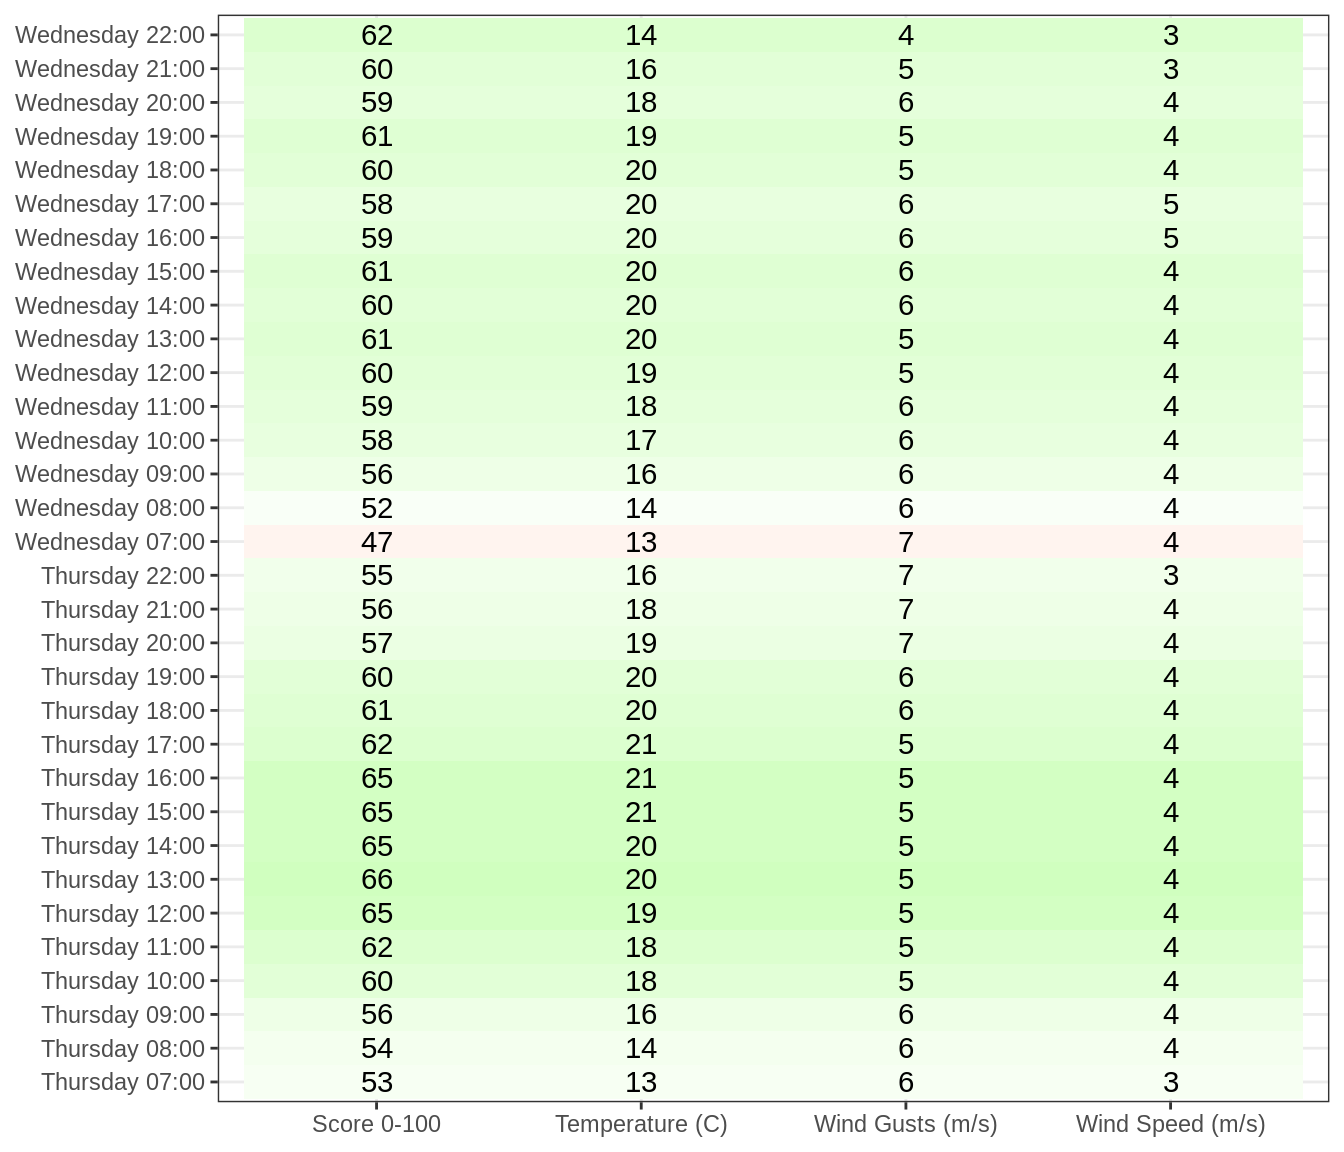 Wednesday 22:00 62 14 4 3
Wednesday 21:00 60 16 5 3
Wednesday 20:00 59 18 6 4
Wednesday 19:00 61 19 5 4
Wednesday 18:00 60 20 5 4
Wednesday 17:00 58 20 6 5
Wednesday 16:00 59 20 6 5
Wednesday 15:00 61 20 6 4
Wednesday 14:00 60 20 6 4
Wednesday 13:00 61 20 5 4
Wednesday 12:00 60 19 5 4
Wednesday 11:00 59 18 6 4
Wednesday 10:00 58 17 6 4
Wednesday 09:00 56 16 6 4
Wednesday 08:00 52 14 6 4
Wednesday 07:00 47 13 7 4
Thursday 22:00 55 16 7 3
Thursday 21:00 56 18 7 4
Thursday 20:00 57 19 7 4
Thursday 19:00 60 20 6 4
Thursday 18:00 61 20 6 4
Thursday 17:00 62 21 5 4
Thursday 16:00 65 21 5 4
Thursday 15:00 65 21 5 4
Thursday 14:00 65 20 5 4
Thursday 13:00 66 20 5 4
Thursday 12:00 65 19 5 4
Thursday 11:00 62 18 5 4
Thursday 10:00 60 18 5 4
Thursday 09:00 56 16 6 4
Thursday 08:00 54 14 6 4
Thursday 07:00 53 13 6 3
Score 0-100 Temperature (C) Wind Gusts (m/s) Wind Speed (m/s)